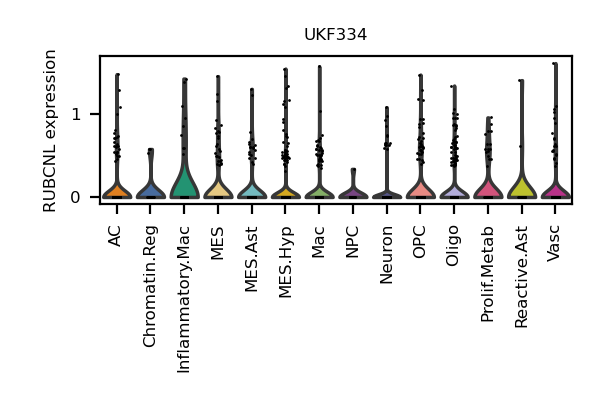 UKF334
RUBCNL expression
1
0
AC
Chromatin.Reg
Inflammatory.Mac
MES
MES.Ast
MES.Hyp
Mac
NPC
Neuron
OPC
Oligo
Prolif.Metab
Reactive.Ast
Vasc